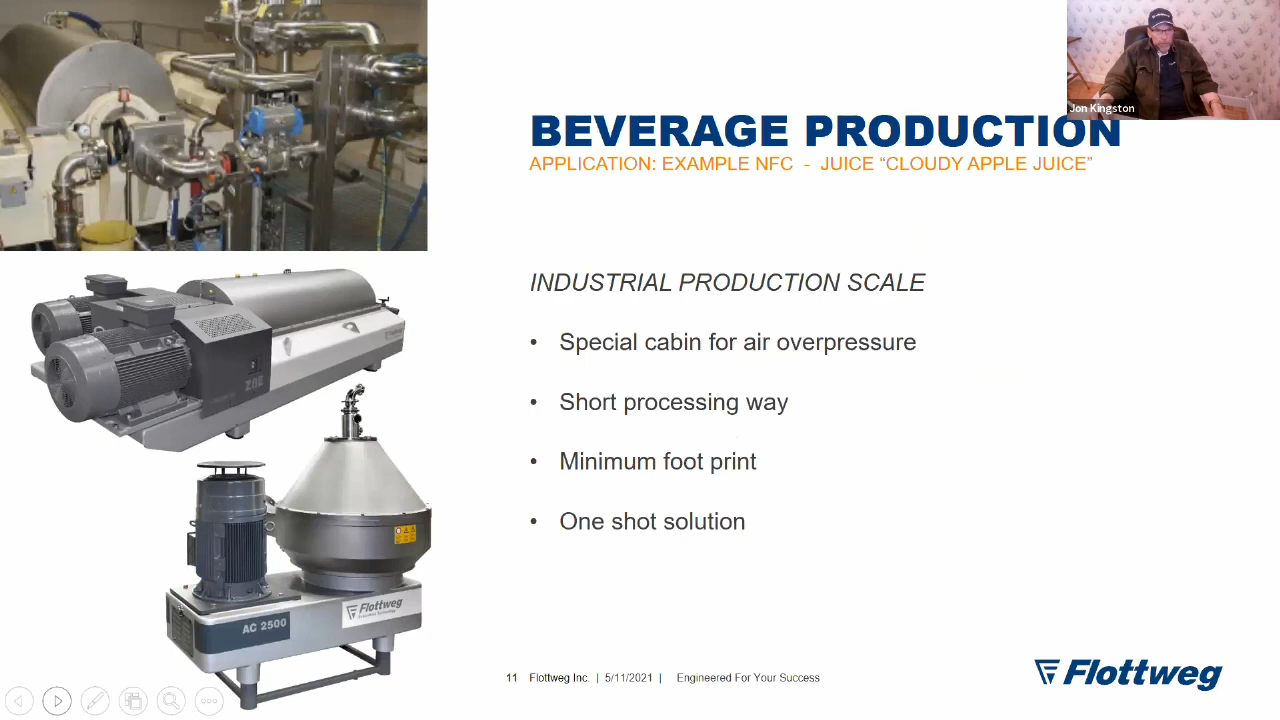 Jon Kingston
BEVERAGE PRODUCTION
APPLICATION: EXAMPLE NFC - JUICE “CLOUDY APPLE JUICE”
INDUSTRIAL PRODUCTION SCALE
• Special cabin for air overpressure
• Short processing way
• Minimum foot print
• One shot solution
Z8E
Flottweg
AC 2500
11 Flottweg Inc. | 5/11/2021 | Engineered For Your Success
Flottweg